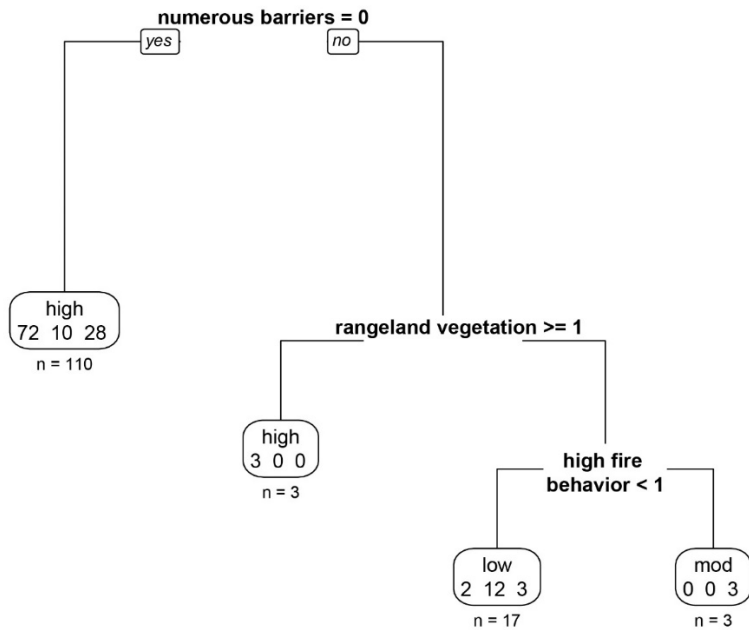 numerous barriers = 0
yes
no
high
72 10 28
n = 110
rangeland vegetation >= 1
high
3 0 0
n = 3
high fire
behavior < 1
low
2 12 3
n = 17
mod
0 0 3
n = 3